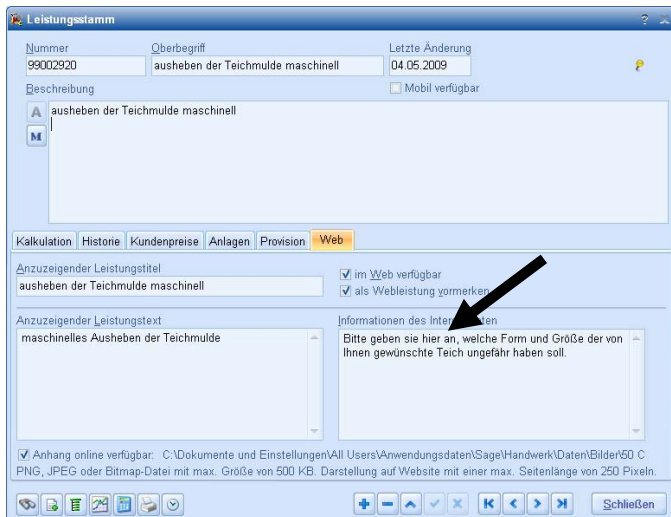 Leistungsstamm
Nummer
Oberbegriff
Letzte Änderung
99002920
ausheben der Teichmulde maschinell
04.05.2009
Beschreibung
Mobil verfügbar
A
ausheben der Teichmulde maschinell
M
Kalkulation Historie Kundenpreise Anlagen Provision Web
Anzuzeigender Leistungstitel
im Web verfügbar
ausheben der Teichmulde maschinell
als Webleistung vormerken
Anzuzeigender Leistungstext
Informationen des
maschinelles Ausheben der Teichmulde
Bitte geben sie hier an, welche Form und Größe der von
Ihnen gewünschte Teich ungefähr haben soll.
Anhang online verfügbar: C:\Dokumente und Einstellungen\All Users\Anwendungsdaten\Sage\Handwerk\Daten\Bilder\50 C
PNG, JPEG oder Bitmap-Datei mit max. Größe von 500 KB. Darstellung auf Website mit einer max. Seitenlänge von 250 Pixeln.
Schließen